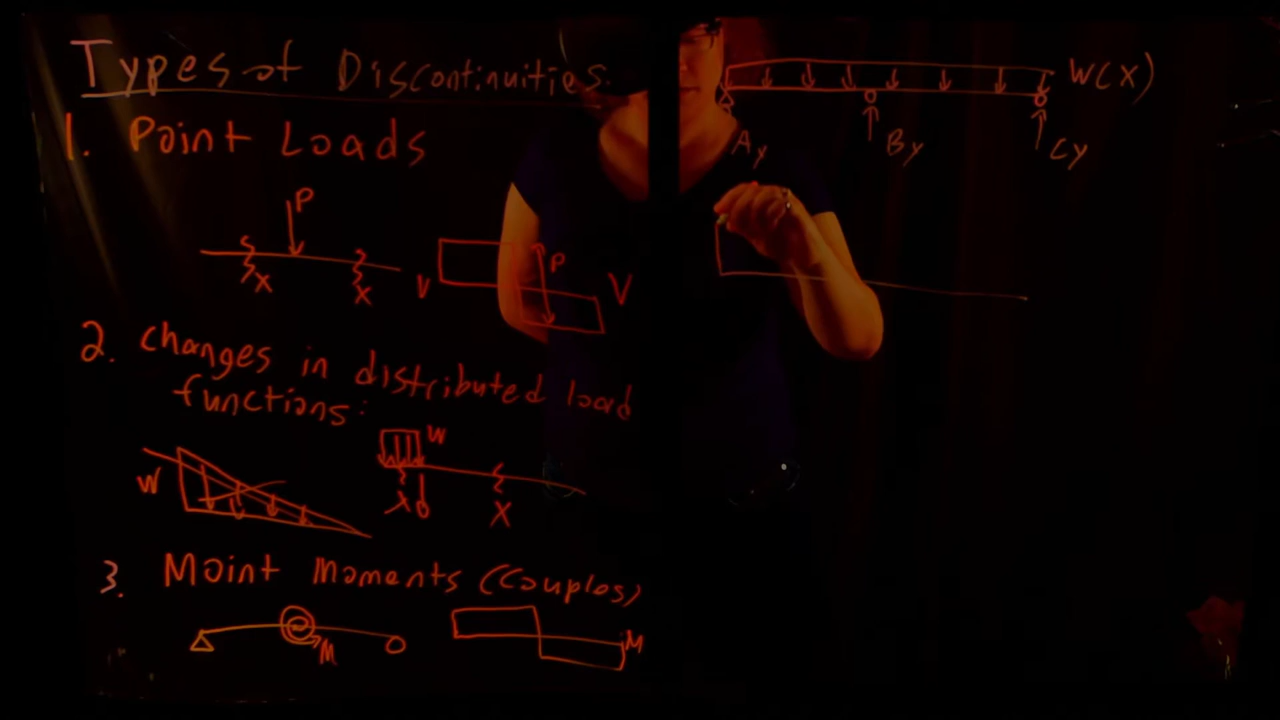 Types of Discontinuities:
1. Point Loads
P
X X V P V
2. Changes in distributed load
functions:
W W
X X
3. Moint Moments (Couples)
M M
W(X)
Ay By Cy